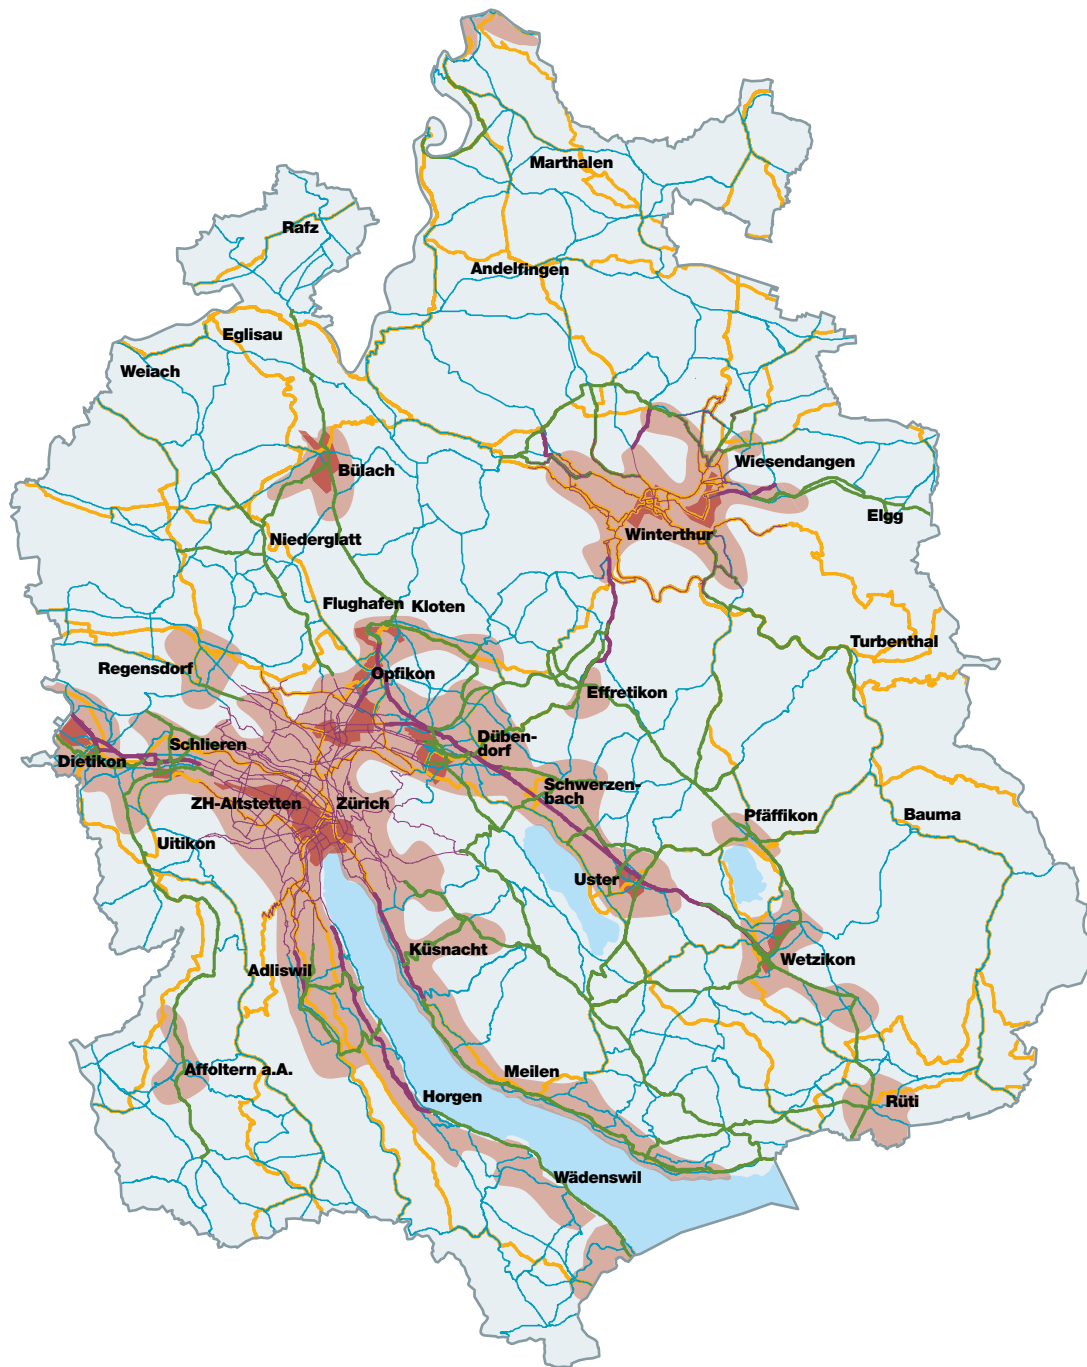 Marthalen
Rafz
Andelfingen
Eglisau
Weiach
Bülach
Wiesendangen
Elgg
Winterthur
Niederglatt
Flughafen
Kloten
Turbenthal
Regensdorf
Opfikon
Effretikon
Düben-
dorf
Schlieren
Dietikon
Schwerzen-
bach
ZH-Altstetten
Zürich
Pfäffikon
Bauma
Uitikon
Uster
Küsnacht
Wetzikon
Adliswil
Affoltern a.A.
Meilen
Horgen
Rüti
Wädenswil